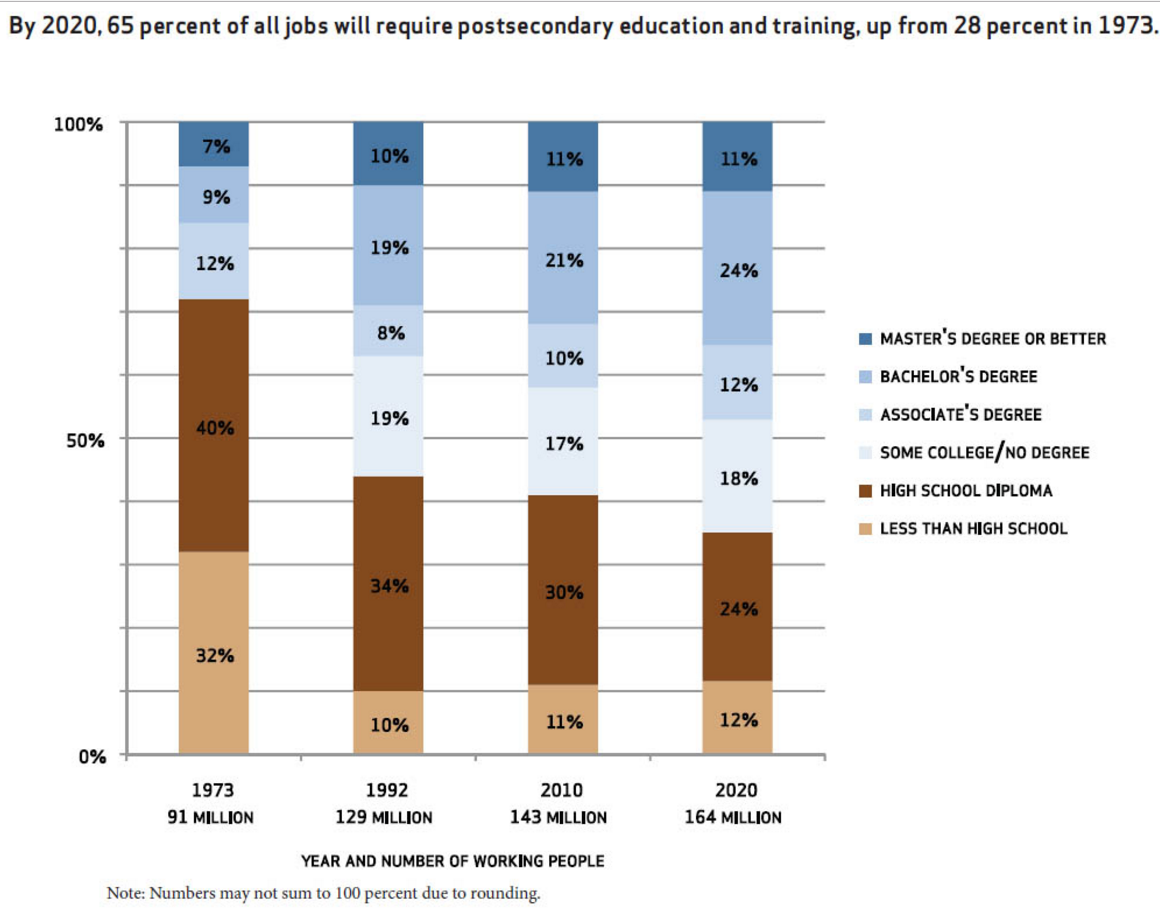 By 2020, 65 percent of all jobs will require postsecondary education and training, up from 28 percent in 1973.
100%
50%
0%
7%
9%
12%
40%
32%
10%
19%
8%
19%
34%
10%
11%
21%
10%
17%
30%
11%
11%
24%
12%
18%
24%
12%
MASTER'S DEGREE OR BETTER
BACHELOR'S DEGREE
ASSOCIATE'S DEGREE
SOME COLLEGE/NO DEGREE
HIGH SCHOOL DIPLOMA
LESS THAN HIGH SCHOOL
1973
91 MILLION
1992
129 MILLION
2010
143 MILLION
2020
164 MILLION
YEAR AND NUMBER OF WORKING PEOPLE
Note: Numbers may not sum to 100 percent due to rounding.